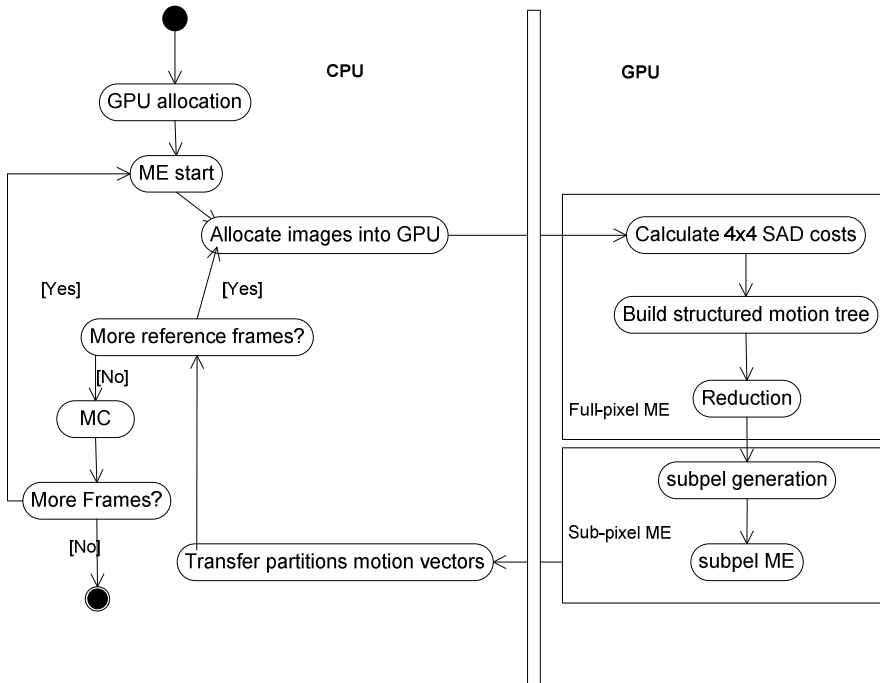 CPU
GPU
GPU allocation
ME start
Allocate images into GPU
Calculate 4x4 SAD costs
[Yes]
[Yes]
Build structured motion tree
More reference frames?
[No]
Reduction
Full-pixel ME
MC
subpel generation
More Frames?
Sub-pixel ME
[No]
Transfer partitions motion vectors
subpel ME